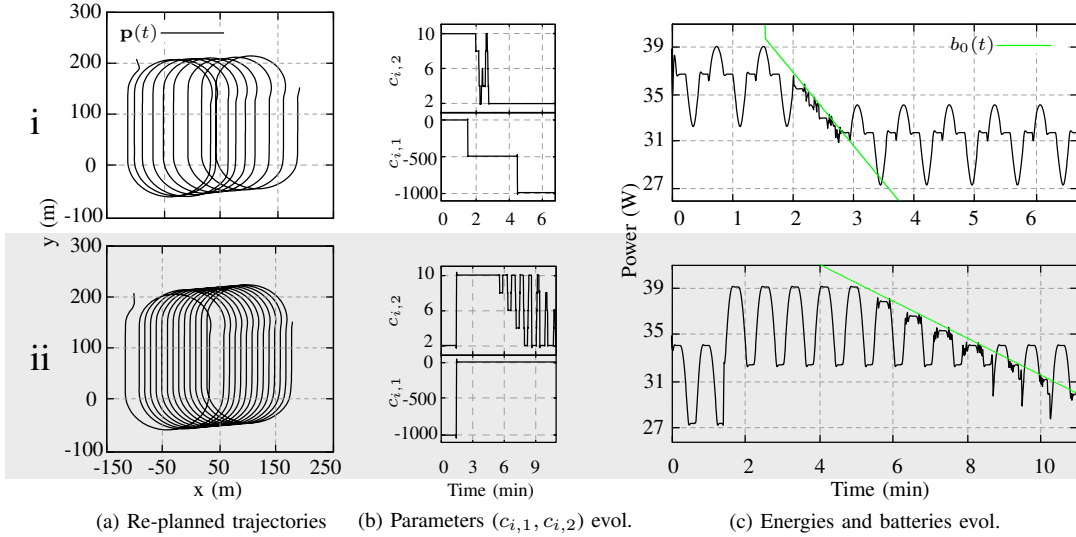 i
y (m)
300
200
100
0
-100
p(t)
10
6
2
c_{i,2}
0
-500
-1000
c_{i,1}
0 2 4 6
Power (W)
39
35
31
27
b_0(t)
0 1 2 3 4 5 6
ii
300
200
100
0
-100
-150 -50 50 150 250
x (m)
10
6
2
c_{i,2}
0
-500
-1000
c_{i,1}
0 3 6 9
Time (min)
39
35
31
27
0 2 4 6 8 10
Time (min)
(a) Re-planned trajectories
(b) Parameters (c_{i,1}, c_{i,2}) evol.
(c) Energies and batteries evol.